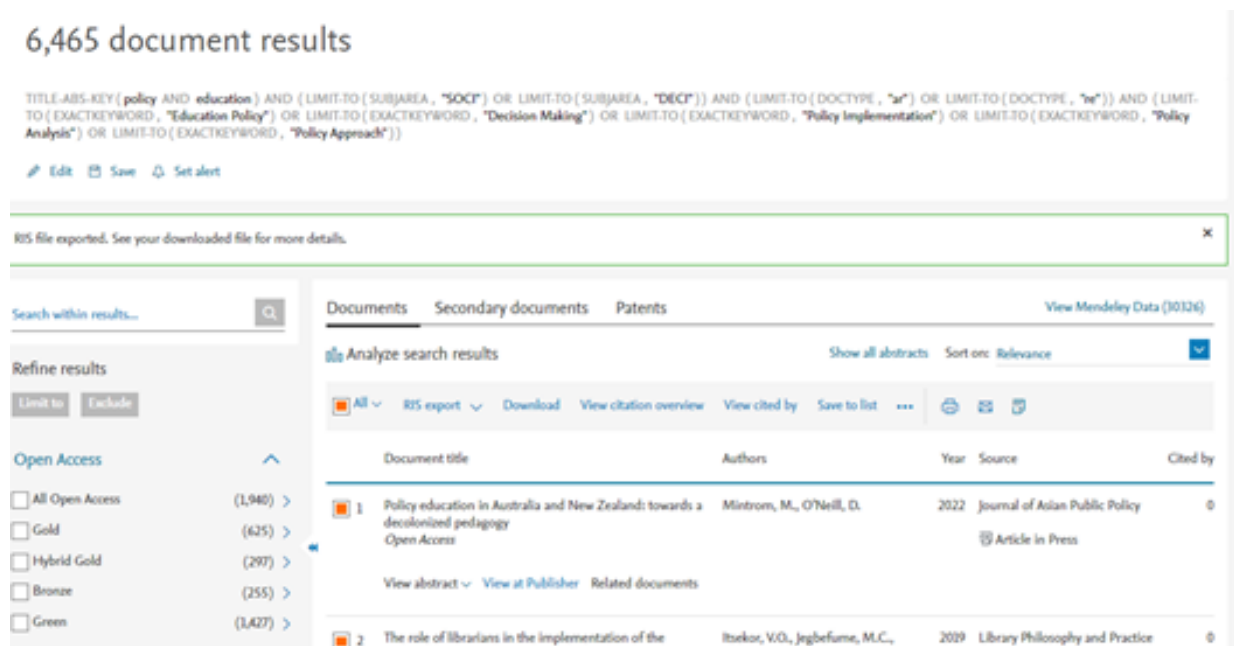 6,465 document results
TITLE-ABS-KEY ( policy AND education ) AND ( LIMIT-TO ( SUBJAREA , "SOCI" ) OR LIMIT-TO ( SUBJAREA , "DECI" ) ) AND ( LIMIT-TO ( DOCTYPE , "ar" ) OR LIMIT-TO ( DOCTYPE , "re" ) ) AND ( LIMIT-
TO ( EXACTKEYWORD , "Education Policy" ) OR LIMIT-TO ( EXACTKEYWORD , "Decision Making" ) OR LIMIT-TO ( EXACTKEYWORD , "Policy Implementation" ) OR LIMIT-TO ( EXACTKEYWORD , "Policy
Analysis" ) OR LIMIT-TO ( EXACTKEYWORD , "Policy Approach" ) )
Edit Save Set alert
RIS file exported. See your downloaded file for more details.
Search within results...
Documents Secondary documents Patents View Mendeley Data (30326)
Analyze search results Show all abstracts Sort on: Relevance
Refine results
Limit to Exclude
All RIS export Download View citation overview View cited by Save to list ...
Open Access
Document title Authors Year Source Cited by
All Open Access (1,940)
Gold (625)
Hybrid Gold (297)
Bronze (255)
Green (1,427)
1 Policy education in Australia and New Zealand: towards a Mintrom, M., O'Neill, D. 2022 Journal of Asian Public Policy 0
decolonized pedagogy
Open Access Article in Press
View abstract View at Publisher Related documents
2 The role of librarians in the implementation of the Itsekor, V.O., Jegbefume, M.C., 2019 Library Philosophy and Practice 0